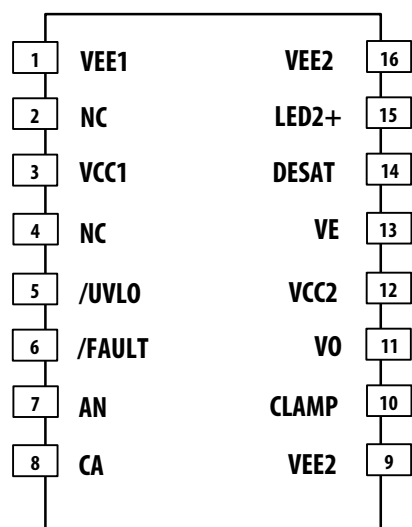 1 VEE1 VEE2 16
2 NC LED2+ 15
3 VCC1 DESAT 14
4 NC VE 13
5 /UVLO VCC2 12
6 /FAULT VO 11
7 AN CLAMP 10
8 CA VEE2 9